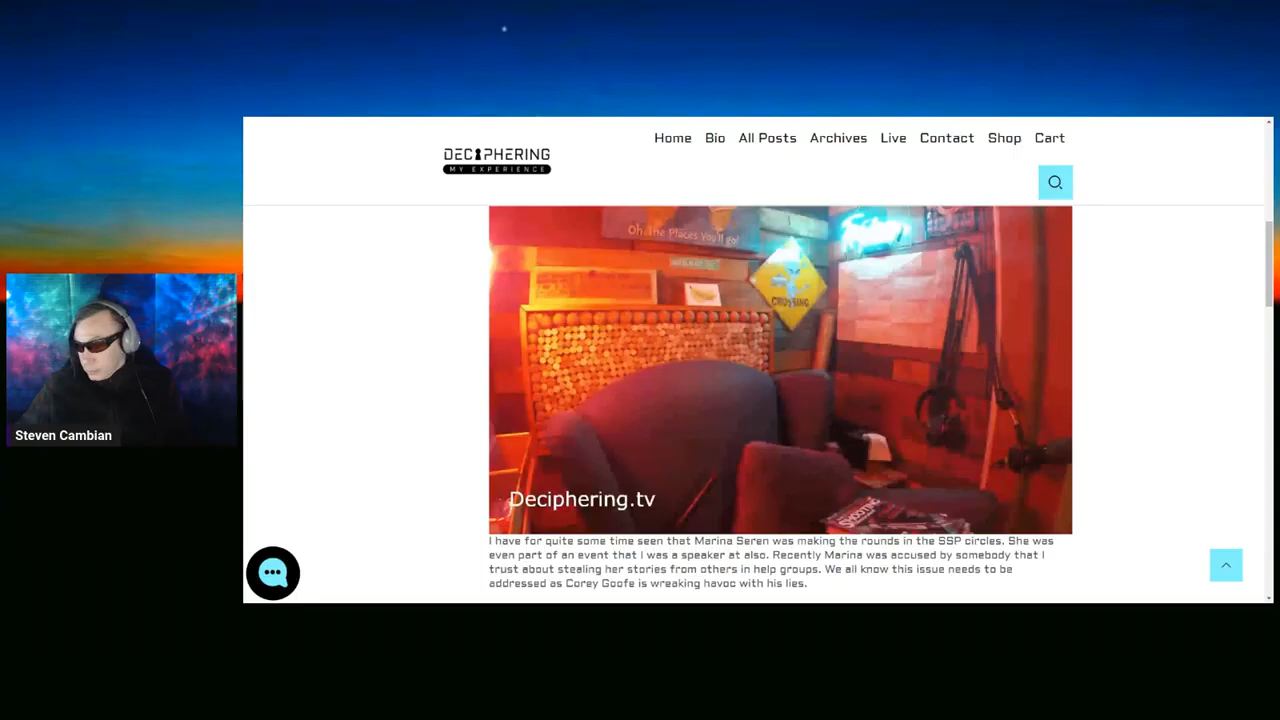 Home Bio All Posts Archives Live Contact Shop Cart
DECIPHERING
MY EXPERIENCE
Oh, the Places You'll go!
CROSSING
SHOOTING
Deciphering.tv
I have for quite some time seen that Marina Seren was making the rounds in the SSP circles. She was
even part of an event that I was a speaker at also. Recently Marina was accused by somebody that I
trust about stealing her stories from others in help groups. We all know this issue needs to be
addressed as Corey Goofe is wreaking havoc with his lies.
Steven Cambian